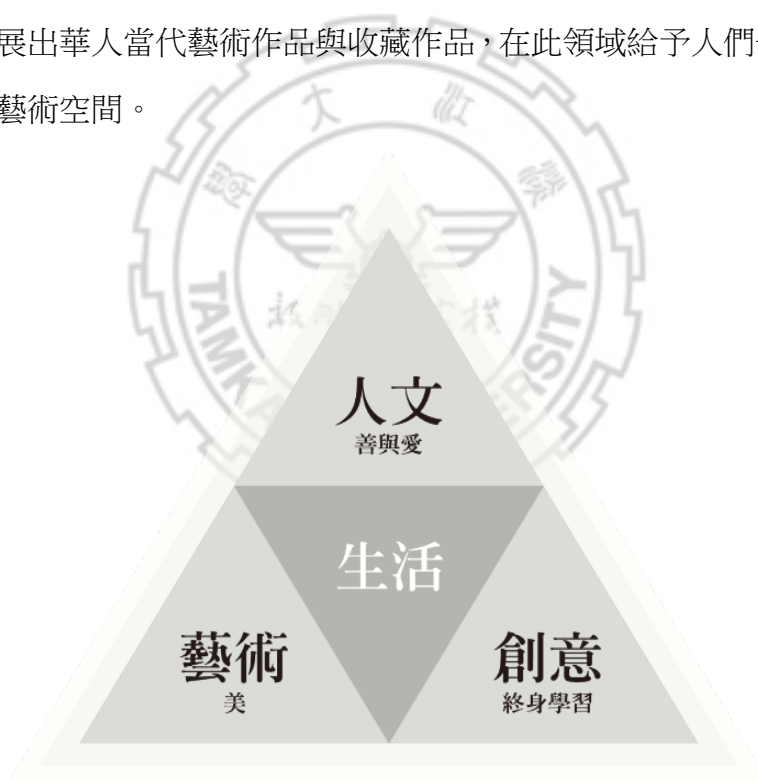 展出華人當代藝術作品與收藏作品，在此領域給予人們
藝術空間。
人文
善與愛
生活
藝術
美
創意
終身學習